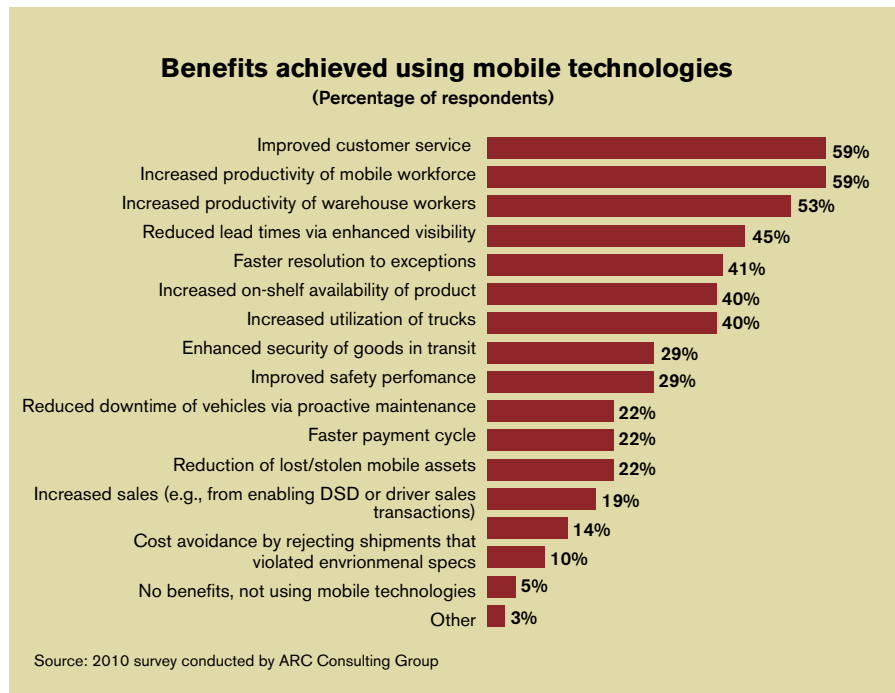 Benefits achieved using mobile technologies
(Percentage of respondents)
Improved customer service 59%
Increased productivity of mobile workforce 59%
Increased productivity of warehouse workers 53%
Reduced lead times via enhanced visibility 45%
Faster resolution to exceptions 41%
Increased on-shelf availability of product 40%
Increased utilization of trucks 40%
Enhanced security of goods in transit 29%
Improved safety perfomance 29%
Reduced downtime of vehicles via proactive maintenance 22%
Faster payment cycle 22%
Reduction of lost/stolen mobile assets 22%
Increased sales (e.g., from enabling DSD or driver sales 19%
transactions)
14%
Cost avoidance by rejecting shipments that
violated envrionmenal specs 10%
No benefits, not using mobile technologies 5%
Other 3%
Source: 2010 survey conducted by ARC Consulting Group